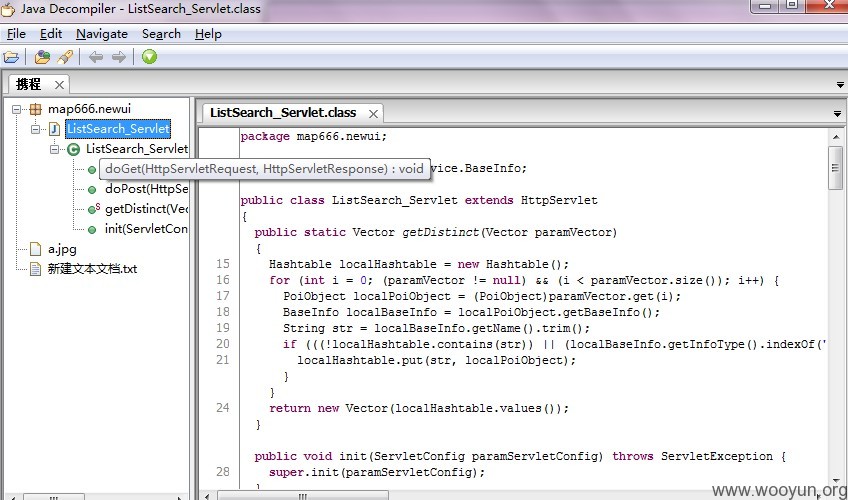 Java Decompiler - ListSearch_Servlet.class
File Edit Navigate Search Help
携程
map666.newui
ListSearch_Servlet
ListSearch_Servlet
doGet(HttpServletRequest, HttpServletResponse) : void
doPost(HttpSe
getDistinct(Vec
init(ServletCon
a.jpg
新建文本文档.txt
ListSearch_Servlet.class
package map666.newui;
vice.BaseInfo;
public class ListSearch_Servlet extends HttpServlet
{
public static Vector getDistinct(Vector paramVector)
{
15 Hashtable localHashtable = new Hashtable();
16 for (int i = 0; (paramVector != null) && (i < paramVector.size()); i++) {
17 PoiObject localPoiObject = (PoiObject)paramVector.get(i);
18 BaseInfo localBaseInfo = localPoiObject.getBaseInfo();
19 String str = localBaseInfo.getName().trim();
20 if (((!localHashtable.contains(str)) || (localBaseInfo.getInfoType().indexOf("
21 localHashtable.put(str, localPoiObject);
}
}
24 return new Vector(localHashtable.values());
}
public void init(ServletConfig paramServletConfig) throws ServletException {
28 super.init(paramServletConfig);
}
www.wooyun.org